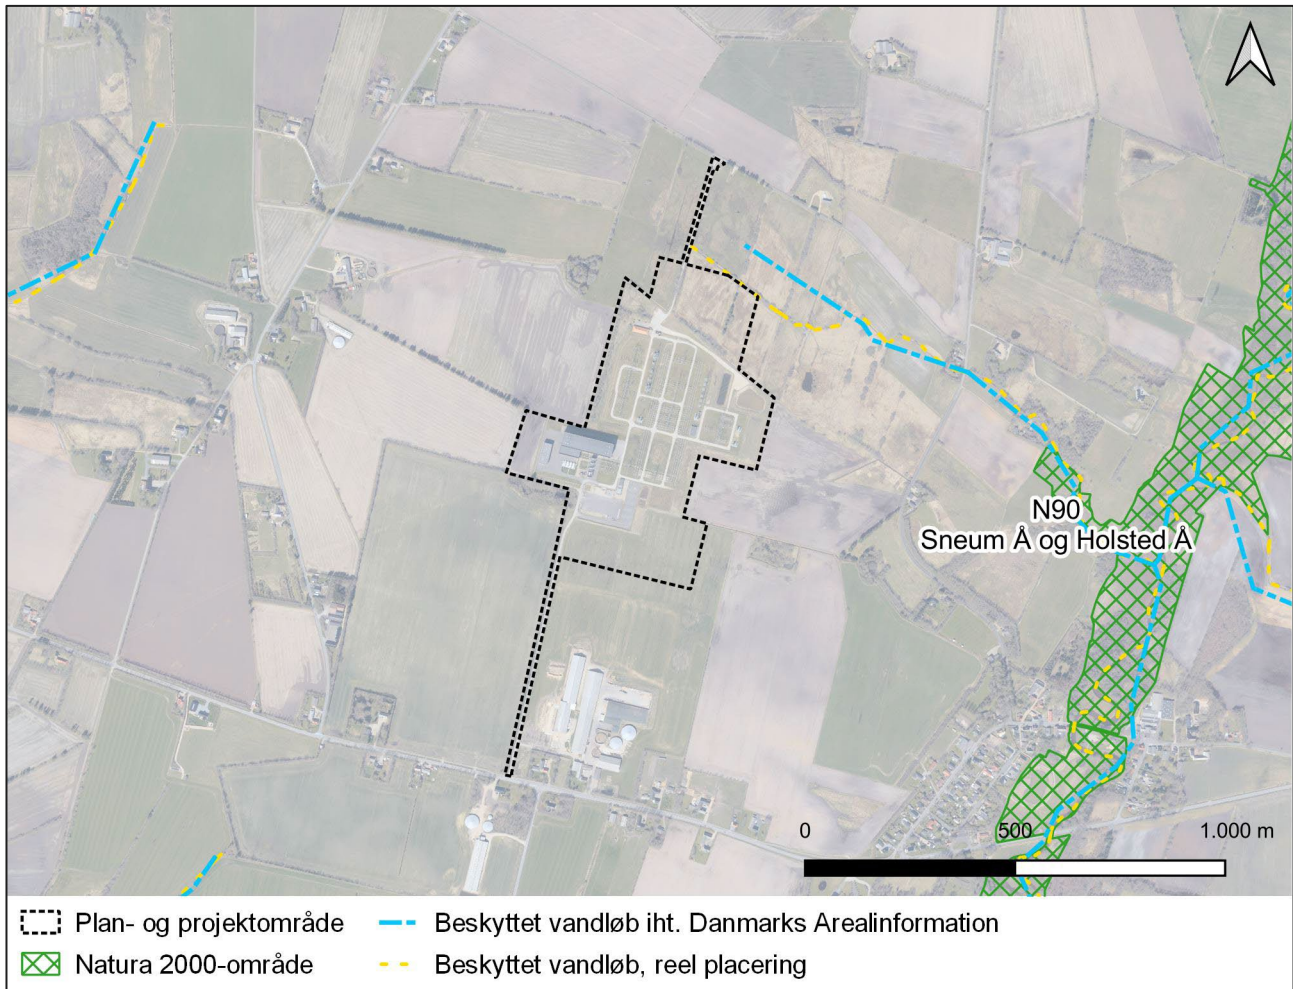 N90
Sneum Å og Holsted Å
0 500 1.000 m
Plan- og projektområde
Beskyttet vandløb iht. Danmarks Arealinformation
Natura 2000-område
Beskyttet vandløb, reel placering